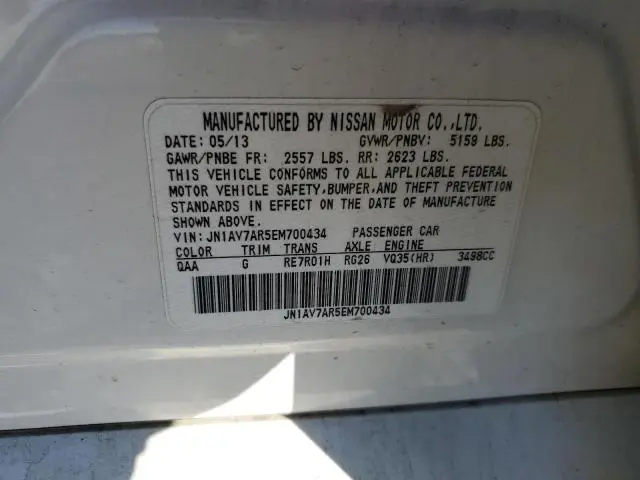 MANUFACTURED BY NISSAN MOTOR CO.,LTD.
DATE: 05/13 GVWR/PNBV: 5159 LBS.
GAWR/PNBE FR: 2557 LBS. RR: 2623 LBS.
THIS VEHICLE CONFORMS TO ALL APPLICABLE FEDERAL
MOTOR VEHICLE SAFETY,BUMPER,AND THEFT PREVENTION
STANDARDS IN EFFECT ON THE DATE OF MANUFACTURE
SHOWN ABOVE.
VIN: JN1AV7AR5EM700434 PASSENGER CAR
COLOR TRIM TRANS AXLE ENGINE
QAA G RE7R01H RG26 VQ35(HR) 3498CC
JN1AV7AR5EM700434